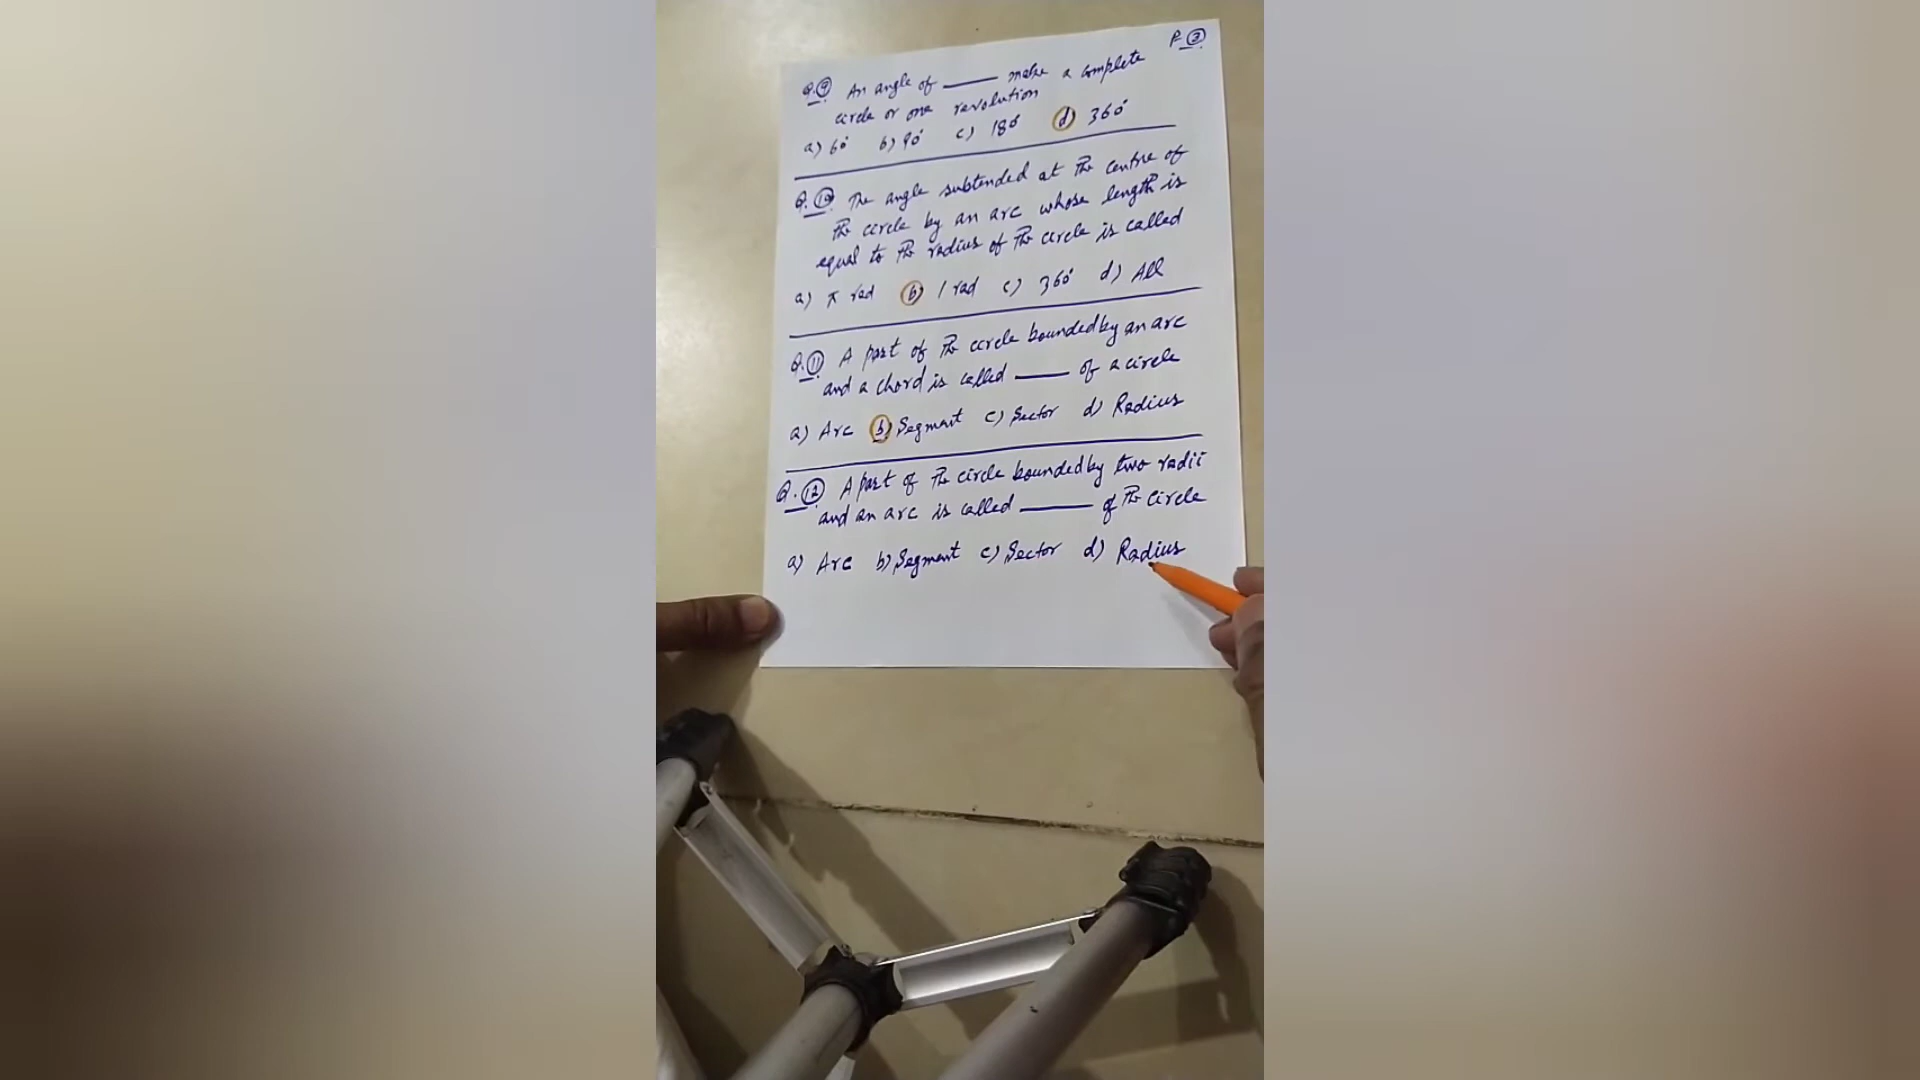 P-3
Q.9 An angle of ____ make a complete
circle or one revolution
a) 60° b) 90° c) 180° d) 360°
Q.10 The angle subtended at the centre of
the circle by an arc whose length is
equal to the radius of the circle is called
a) π rad b) 1 rad c) 360° d) All
Q.11 A part of the circle bounded by an arc
and a chord is called ____ of a circle
a) Arc b) Segment c) Sector d) Radius
Q.12 A part of the circle bounded by two radii
and an arc is called ____ of the circle
a) Arc b) Segment c) Sector d) Radius